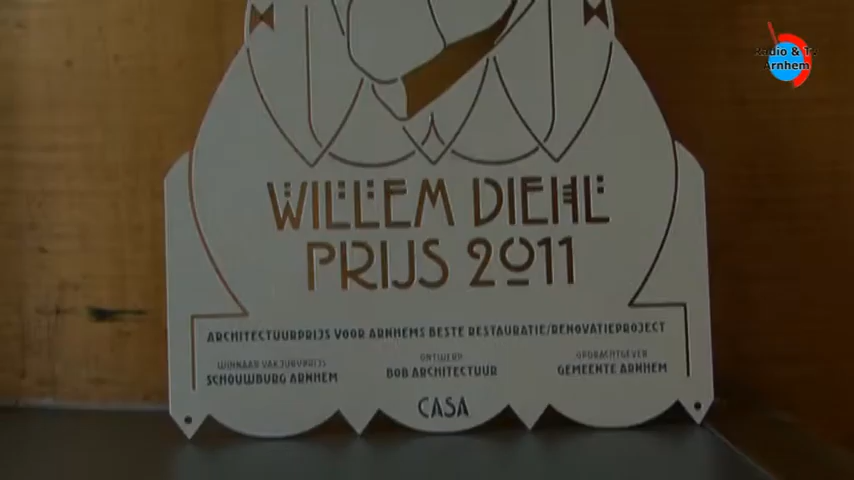 Radio & TV
Arnhem
WILLEM DIEHL
PRIJS 2011
ARCHITECTUURPRIJS VOOR ARNHEMS BESTE RESTAURATIE/RENOVATIEPROJECT
WINNAAR VAKJURYPRIJS
SCHOUWBURG ARNHEM
ONTWERP
BOB ARCHITECTUUR
OPDRACHTGEVER
GEMEENTE ARNHEM
CASA